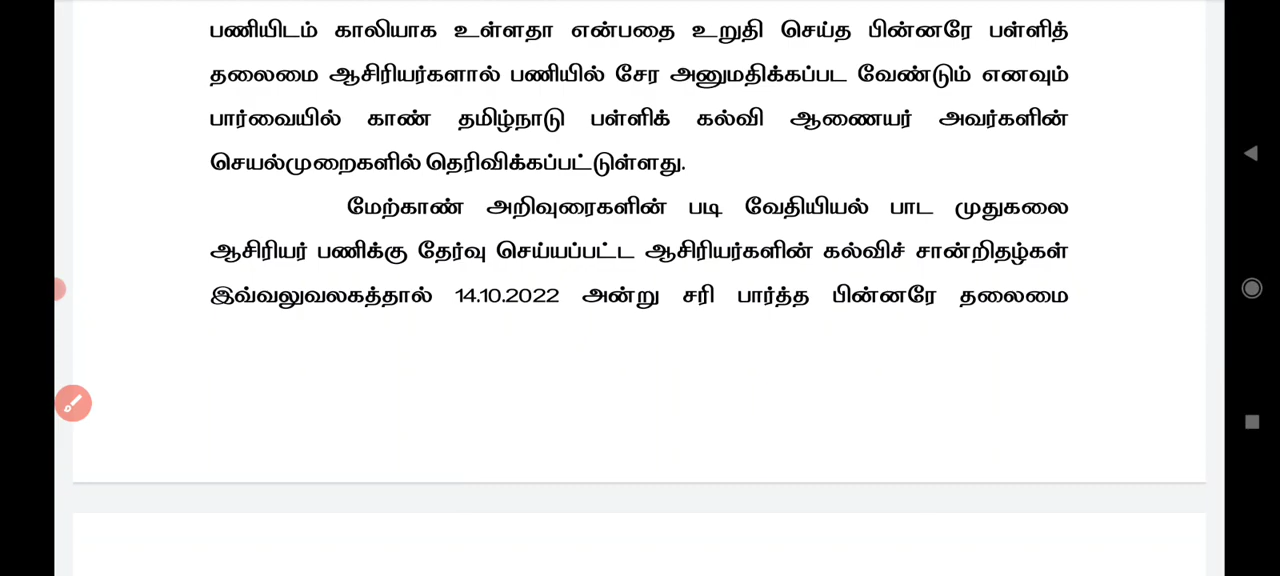 பணியிடம் காலியாக உள்ளதா என்பதை உறுதி செய்த பின்னரே பள்ளித்
தலைமை ஆசிரியர்களால் பணியில் சேர அனுமதிக்கப்பட வேண்டும் எனவும்
பார்வையில் காண் தமிழ்நாடு பள்ளிக் கல்வி ஆணையர் அவர்களின்
செயல்முறைகளில் தெரிவிக்கப்பட்டுள்ளது.
மேற்காண் அறிவுரைகளின் படி வேதியியல் பாட முதுகலை
ஆசிரியர் பணிக்கு தேர்வு செய்யப்பட்ட ஆசிரியர்களின் கல்விச் சான்றிதழ்கள்
இவ்வலுவலகத்தால் 14.10.2022 அன்று சரி பார்த்த பின்னரே தலைமை